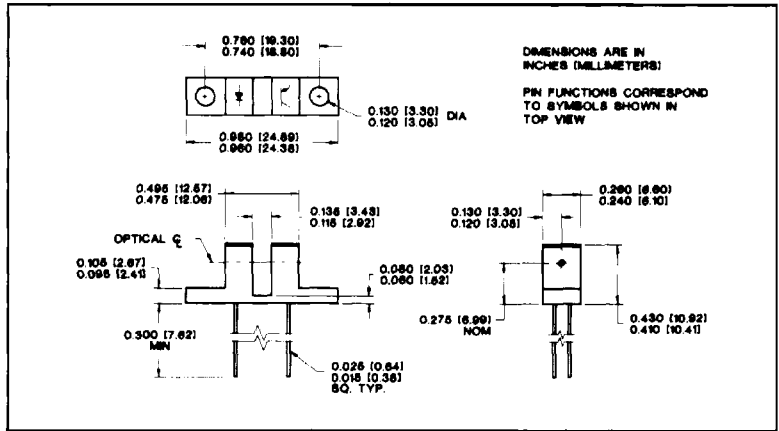 0.760 [19.30]
0.740 [18.80]
DIMENSIONS ARE IN
INCHES (MILLIMETERS)
PIN FUNCTIONS CORRESPOND
TO SYMBOLS SHOWN IN
TOP VIEW
0.130 [3.30]
0.120 [3.05] DIA
0.980 [24.89]
0.960 [24.38]
0.495 [12.57]
0.475 [12.06]
0.135 [3.43]
0.115 [2.92]
0.260 [6.60]
0.240 [6.10]
0.130 [3.30]
0.120 [3.05]
OPTICAL ℄
0.105 [2.67]
0.095 [2.41]
0.080 [2.03]
0.060 [1.52]
0.300 [7.62]
MIN
0.275 [6.99]
NOM
0.430 [10.92]
0.410 [10.41]
0.025 [0.64]
0.015 [0.38]
SQ. TYP.